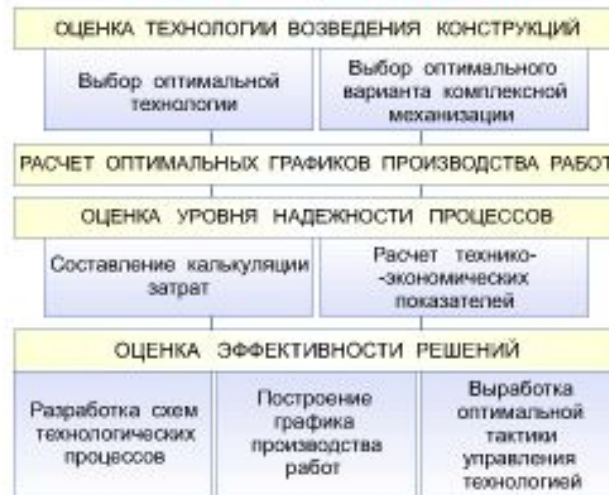 ОЦЕНКА ТЕХНОЛОГИИ ВОЗВЕДЕНИЯ КОНСТРУКЦИЙ
Выбор оптимальной
технологии
Выбор оптимального
варианта комплексной
механизации
РАСЧЕТ ОПТИМАЛЬНЫХ ГРАФИКОВ ПРОИЗВОДСТВА РАБОТ
ОЦЕНКА УРОВНЯ НАДЕЖНОСТИ ПРОЦЕССОВ
Составление калькуляции
затрат
Расчет технико-
-экономических
показателей
ОЦЕНКА ЭФФЕКТИВНОСТИ РЕШЕНИЙ
Разработка схем
технологических
процессов
Построение
графика
производства
работ
Выработка
оптимальной
тактики
управления
технологией